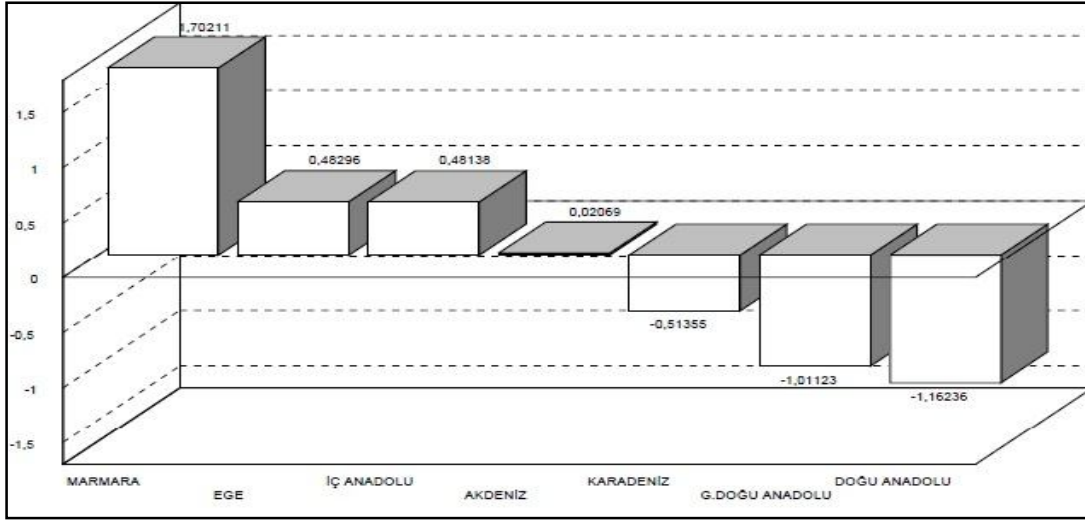 1,70211
1,5
1
0,48296
0,48138
0,5
0,02069
0
-0,51355
-0,5
-1,01123
-1
-1,16236
-1,5
MARMARA
EGE
İÇ ANADOLU
AKDENİZ
KARADENİZ
G.DOĞU ANADOLU
DOĞU ANADOLU